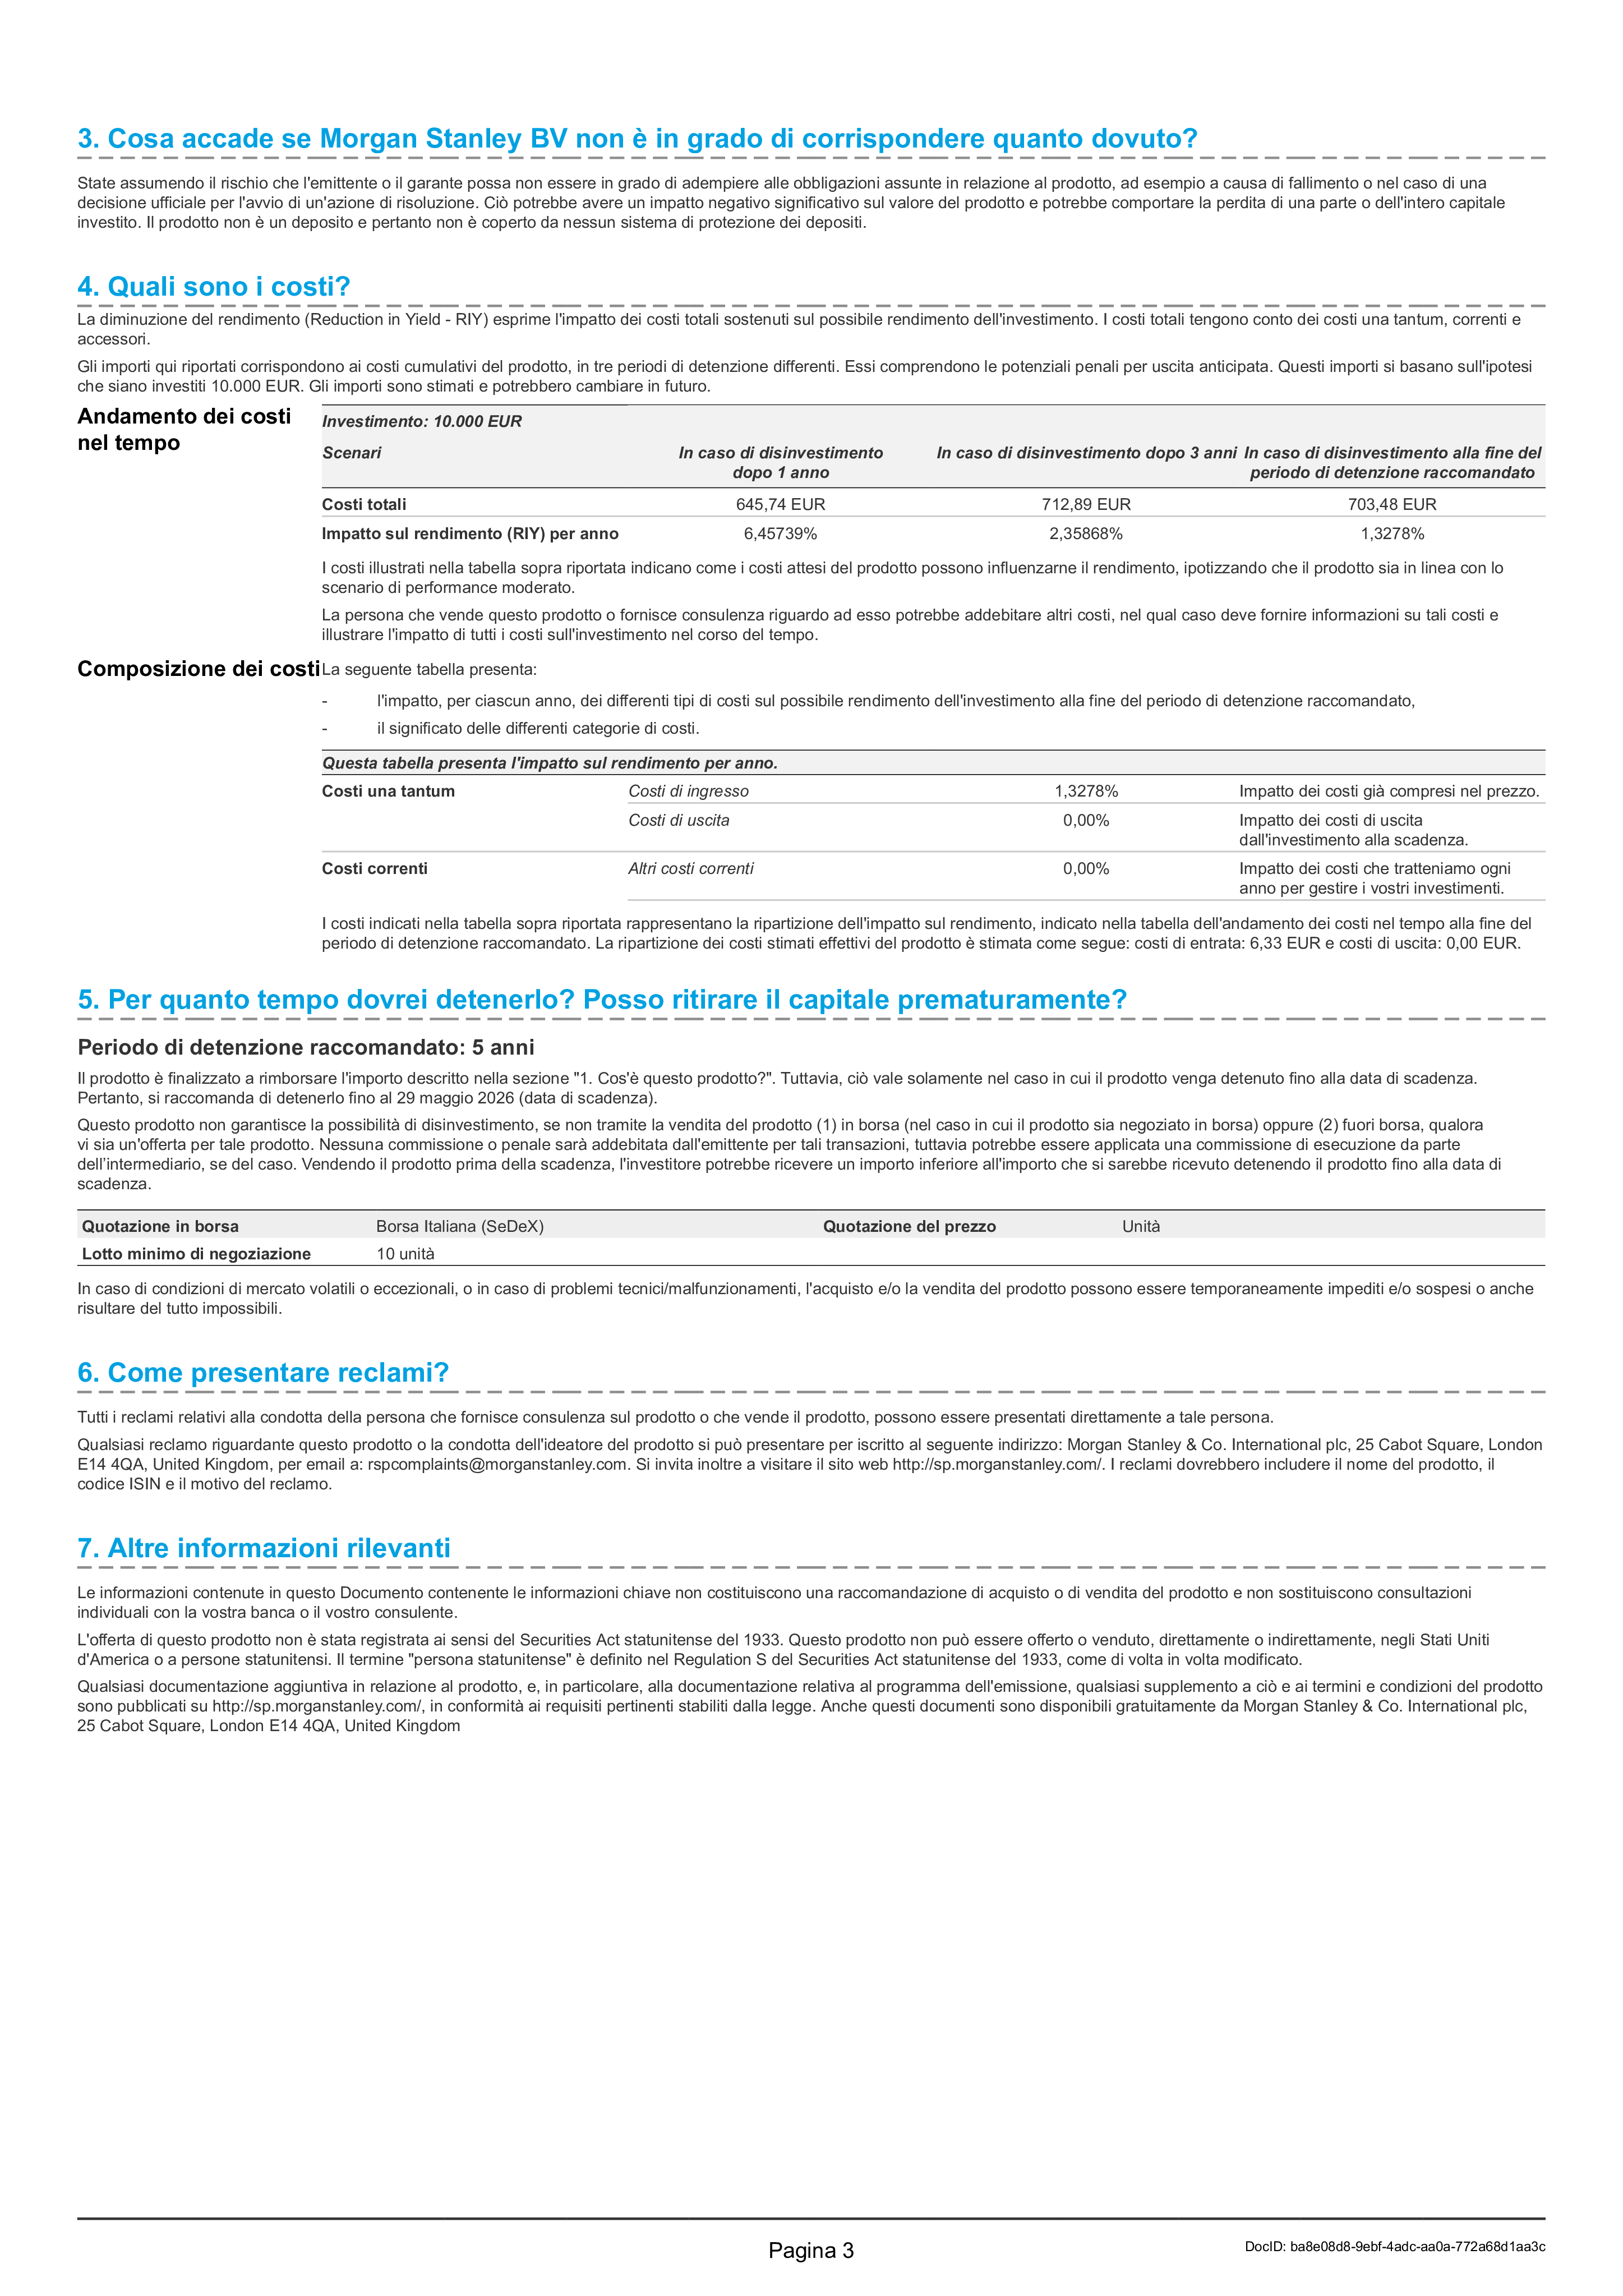 3. Cosa accade se Morgan Stanley BV non è in grado di corrispondere quanto dovuto?
State assumendo il rischio che l'emittente o il garante possa non essere in grado di adempiere alle obbligazioni assunte in relazione al prodotto, ad esempio a causa di fallimento o nel caso di una
decisione ufficiale per l'avvio di un'azione di risoluzione. Ciò potrebbe avere un impatto negativo significativo sul valore del prodotto e potrebbe comportare la perdita di una parte o dell'intero capitale
investito. Il prodotto non è un deposito e pertanto non è coperto da nessun sistema di protezione dei depositi.
4. Quali sono i costi?
La diminuzione del rendimento (Reduction in Yield - RIY) esprime l'impatto dei costi totali sostenuti sul possibile rendimento dell'investimento. I costi totali tengono conto dei costi una tantum, correnti e
accessori.
Gli importi qui riportati corrispondono ai costi cumulativi del prodotto, in tre periodi di detenzione differenti. Essi comprendono le potenziali penali per uscita anticipata. Questi importi si basano sull'ipotesi
che siano investiti 10.000 EUR. Gli importi sono stimati e potrebbero cambiare in futuro.
Andamento dei costi
nel tempo
Investimento: 10.000 EUR
Scenari In caso di disinvestimento In caso di disinvestimento dopo 3 anni In caso di disinvestimento alla fine del
dopo 1 anno periodo di detenzione raccomandato
Costi totali 645,74 EUR 712,89 EUR 703,48 EUR
Impatto sul rendimento (RIY) per anno 6,45739% 2,35868% 1,3278%
I costi illustrati nella tabella sopra riportata indicano come i costi attesi del prodotto possono influenzarne il rendimento, ipotizzando che il prodotto sia in linea con lo
scenario di performance moderato.
La persona che vende questo prodotto o fornisce consulenza riguardo ad esso potrebbe addebitare altri costi, nel qual caso deve fornire informazioni su tali costi e
illustrare l'impatto di tutti i costi sull'investimento nel corso del tempo.
Composizione dei costi La seguente tabella presenta:
- l'impatto, per ciascun anno, dei differenti tipi di costi sul possibile rendimento dell'investimento alla fine del periodo di detenzione raccomandato,
- il significato delle differenti categorie di costi.
Questa tabella presenta l'impatto sul rendimento per anno.
Costi una tantum Costi di ingresso 1,3278% Impatto dei costi già compresi nel prezzo.
Costi di uscita 0,00% Impatto dei costi di uscita
dall'investimento alla scadenza.
Costi correnti Altri costi correnti 0,00% Impatto dei costi che tratteniamo ogni
anno per gestire i vostri investimenti.
I costi indicati nella tabella sopra riportata rappresentano la ripartizione dell'impatto sul rendimento, indicato nella tabella dell'andamento dei costi nel tempo alla fine del
periodo di detenzione raccomandato. La ripartizione dei costi stimati effettivi del prodotto è stimata come segue: costi di entrata: 6,33 EUR e costi di uscita: 0,00 EUR.
5. Per quanto tempo dovrei detenerlo? Posso ritirare il capitale prematuramente?
Periodo di detenzione raccomandato: 5 anni
Il prodotto è finalizzato a rimborsare l'importo descritto nella sezione "1. Cos'è questo prodotto?". Tuttavia, ciò vale solamente nel caso in cui il prodotto venga detenuto fino alla data di scadenza.
Pertanto, si raccomanda di detenerlo fino al 29 maggio 2026 (data di scadenza).
Questo prodotto non garantisce la possibilità di disinvestimento, se non tramite la vendita del prodotto (1) in borsa (nel caso in cui il prodotto sia negoziato in borsa) oppure (2) fuori borsa, qualora
vi sia un'offerta per tale prodotto. Nessuna commissione o penale sarà addebitata dall'emittente per tali transazioni, tuttavia potrebbe essere applicata una commissione di esecuzione da parte
dell’intermediario, se del caso. Vendendo il prodotto prima della scadenza, l'investitore potrebbe ricevere un importo inferiore all'importo che si sarebbe ricevuto detenendo il prodotto fino alla data di
scadenza.
Quotazione in borsa Borsa Italiana (SeDeX) Quotazione del prezzo Unità
Lotto minimo di negoziazione 10 unità
In caso di condizioni di mercato volatili o eccezionali, o in caso di problemi tecnici/malfunzionamenti, l'acquisto e/o la vendita del prodotto possono essere temporaneamente impediti e/o sospesi o anche
risultare del tutto impossibili.
6. Come presentare reclami?
Tutti i reclami relativi alla condotta della persona che fornisce consulenza sul prodotto o che vende il prodotto, possono essere presentati direttamente a tale persona.
Qualsiasi reclamo riguardante questo prodotto o la condotta dell'ideatore del prodotto si può presentare per iscritto al seguente indirizzo: Morgan Stanley & Co. International plc, 25 Cabot Square, London
E14 4QA, United Kingdom, per email a: rspcomplaints@morganstanley.com. Si invita inoltre a visitare il sito web http://sp.morganstanley.com/. I reclami dovrebbero includere il nome del prodotto, il
codice ISIN e il motivo del reclamo.
7. Altre informazioni rilevanti
Le informazioni contenute in questo Documento contenente le informazioni chiave non costituiscono una raccomandazione di acquisto o di vendita del prodotto e non sostituiscono consultazioni
individuali con la vostra banca o il vostro consulente.
L'offerta di questo prodotto non è stata registrata ai sensi del Securities Act statunitense del 1933. Questo prodotto non può essere offerto o venduto, direttamente o indirettamente, negli Stati Uniti
d'America o a persone statunitensi. Il termine "persona statunitense" è definito nel Regulation S del Securities Act statunitense del 1933, come di volta in volta modificato.
Qualsiasi documentazione aggiuntiva in relazione al prodotto, e, in particolare, alla documentazione relativa al programma dell'emissione, qualsiasi supplemento a ciò e ai termini e condizioni del prodotto
sono pubblicati su http://sp.morganstanley.com/, in conformità ai requisiti pertinenti stabiliti dalla legge. Anche questi documenti sono disponibili gratuitamente da Morgan Stanley & Co. International plc,
25 Cabot Square, London E14 4QA, United Kingdom
Pagina 3
DocID: ba8e08d8-9ebf-4adc-aa0a-772a68d1aa3c